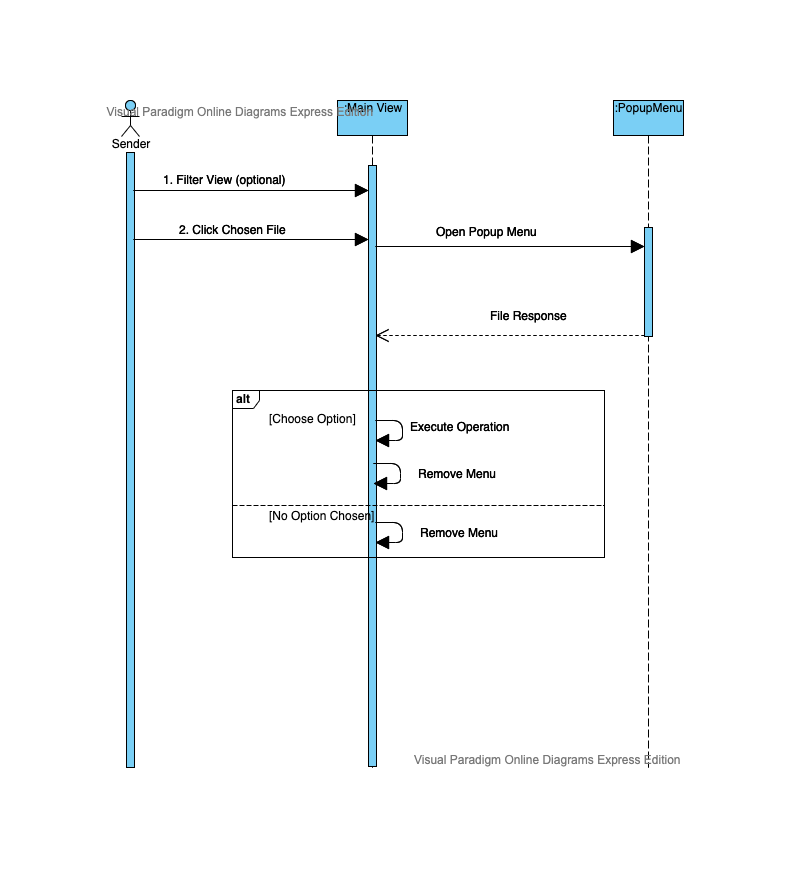 Visual Paradigm Online Diagrams Express Edition
:Main View
:PopupMenu
Sender
1. Filter View (optional)
2. Click Chosen File
Open Popup Menu
File Response
alt
[Choose Option]
Execute Operation
Remove Menu
[No Option Chosen]
Remove Menu
Visual Paradigm Online Diagrams Express Edition